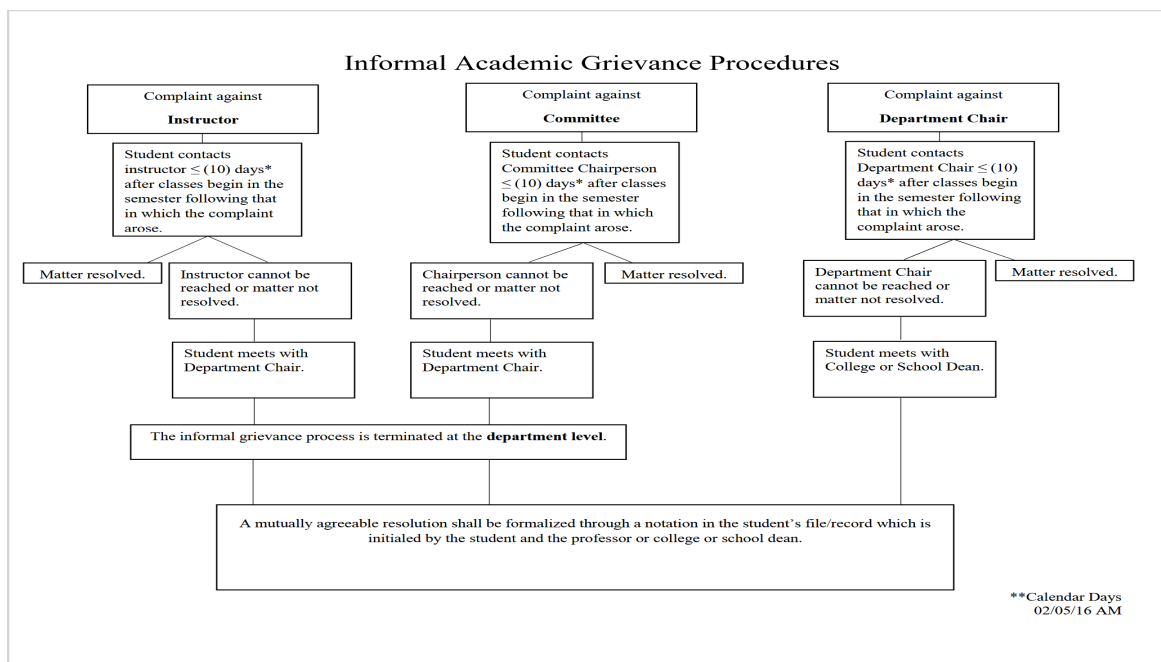 Informal Academic Grievance Procedures
Complaint against
Instructor
Student contacts
instructor ≤ (10) days*
after classes begin in the
semester following that
in which the complaint
arose.
Matter resolved.
Instructor cannot be
reached or matter not
resolved.
Student meets with
Department Chair.
Complaint against
Committee
Student contacts
Committee Chairperson
≤ (10) days* after classes
begin in the semester
following that in which
the complaint arose.
Chairperson cannot be
reached or matter not
resolved.
Matter resolved.
Student meets with
Department Chair.
The informal grievance process is terminated at the department level.
Complaint against
Department Chair
Student contacts
Department Chair ≤ (10)
days* after classes begin
in the semester following
that in which the
complaint arose.
Department Chair
cannot be reached or
matter not resolved.
Matter resolved.
Student meets with
College or School Dean.
A mutually agreeable resolution shall be formalized through a notation in the student's file/record which is
initialed by the student and the professor or college or school dean.
**Calendar Days
02/05/16 AM